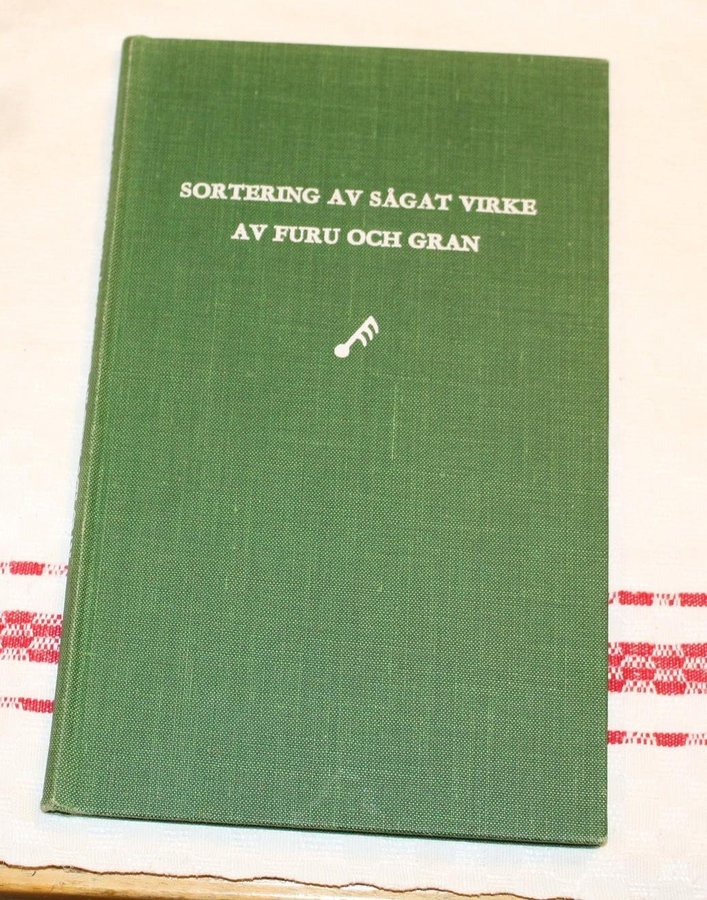 SORTERING AV SÅGAT VIRKE
AV FURU OCH GRAN